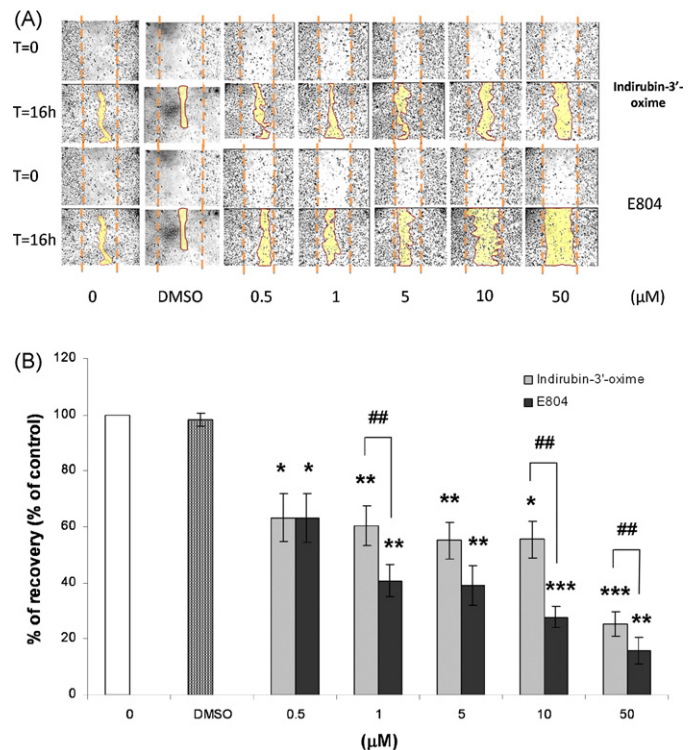 (A)
T=0
T=16h
Indirubin-3'-
oxime
T=0
T=16h
E804
0 DMSO 0.5 1 5 10 50 (μM)
(B)
% of recovery (% of control)
120
100
80
60
40
20
0
Indirubin-3'-oxime
E804
* * ** ** ## ** ** * *** ## *** ** ##
0 DMSO 0.5 1 5 10 50
(μM)